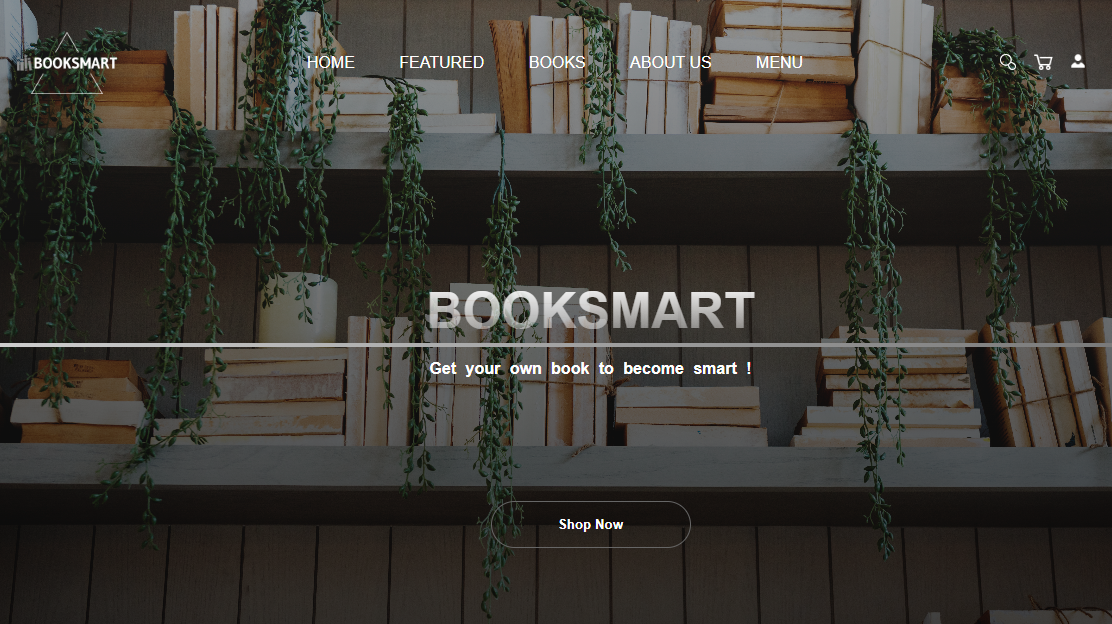 BOOKSMART
HOME FEATURED BOOKS ABOUT US MENU
BOOKSMART
Get your own book to become smart !
Shop Now